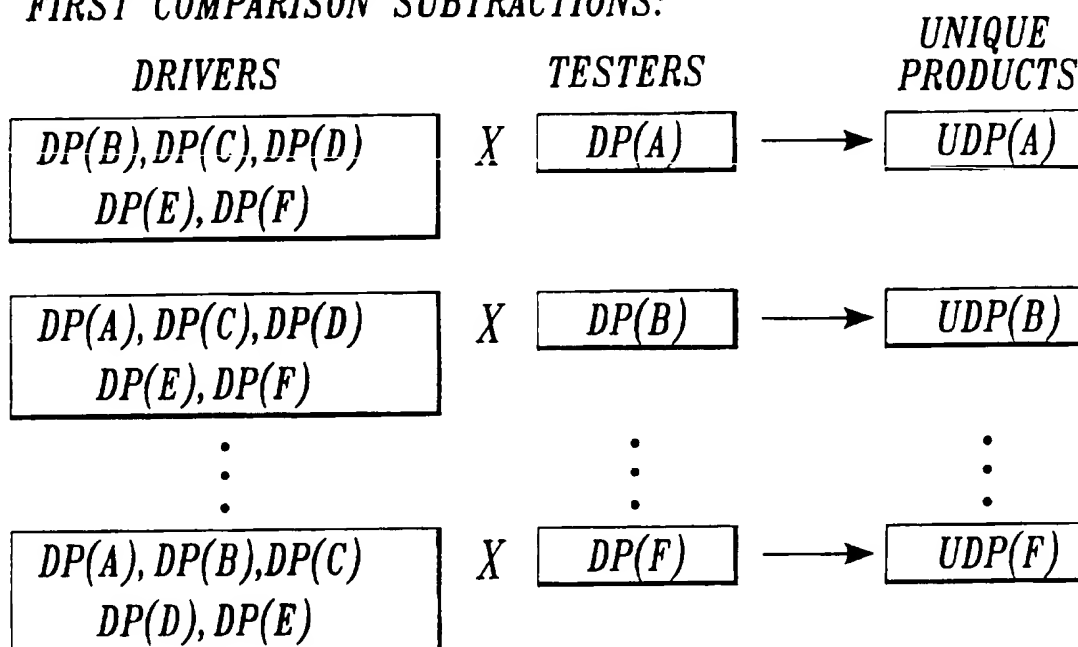 FIRST COMPARISON SUBTRACTIONS:
DRIVERS
TESTERS
UNIQUE
PRODUCTS
DP(B),DP(C),DP(D)
DP(E),DP(F)
X
DP(A)
UDP(A)
DP(A),DP(C),DP(D)
DP(E),DP(F)
X
DP(B)
UDP(B)
DP(A),DP(B),DP(C)
DP(D),DP(E)
X
DP(F)
UDP(F)